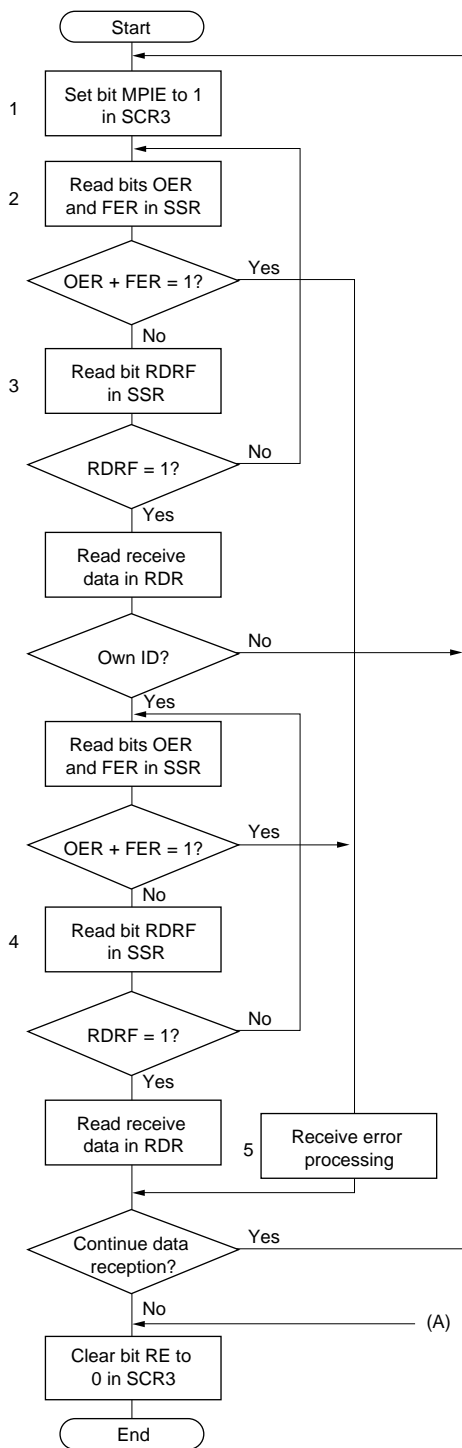 Start
1
Set bit MPIE to 1
in SCR3
2
Read bits OER
and FER in SSR
OER + FER = 1?
Yes
No
3
Read bit RDRF
in SSR
RDRF = 1?
No
Yes
Read receive
data in RDR
Own ID?
No
Yes
Read bits OER
and FER in SSR
OER + FER = 1?
Yes
No
4
Read bit RDRF
in SSR
RDRF = 1?
No
Yes
Read receive
data in RDR
5
Receive error
processing
Continue data
reception?
Yes
No
(A)
Clear bit RE to
0 in SCR3
End